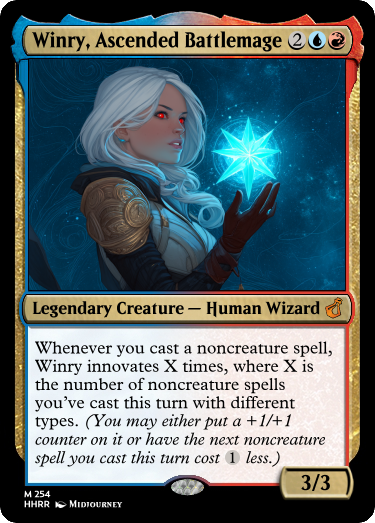 Winry, Ascended Battlemage 2
Legendary Creature — Human Wizard
Whenever you cast a noncreature spell,
Winry innovates X times, where X is
the number of noncreature spells
you've cast this turn with different
types. (You may either put a +1/+1
counter on it or have the next noncreature
spell you cast this turn cost 1 less.)
3/3
M 254
HHRR Midjourney